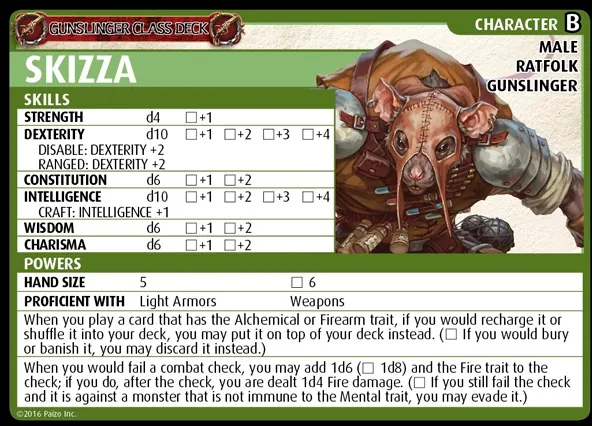 GUNSLINGER CLASS DECK
CHARACTER B
SKIZZA
MALE
RATFOLK
GUNSLINGER
SKILLS
STRENGTH d4 □+1
DEXTERITY d10 □+1 □+2 □+3 □+4
DISABLE: DEXTERITY +2
RANGED: DEXTERITY +2
CONSTITUTION d6 □+1 □+2
INTELLIGENCE d10 □+1 □+2 □+3 □+4
CRAFT: INTELLIGENCE +1
WISDOM d6 □+1 □+2
CHARISMA d6 □+1 □+2
POWERS
HAND SIZE 5 □ 6
PROFICIENT WITH Light Armors Weapons
When you play a card that has the Alchemical or Firearm trait, if you would recharge it or
shuffle it into your deck, you may put it on top of your deck instead. (□ If you would bury
or banish it, you may discard it instead.)
When you would fail a combat check, you may add 1d6 (□ 1d8) and the Fire trait to the
check; if you do, after the check, you are dealt 1d4 Fire damage. (□ If you still fail the check
and it is against a monster that is not immune to the Mental trait, you may evade it.)
©2016 Paizo Inc.